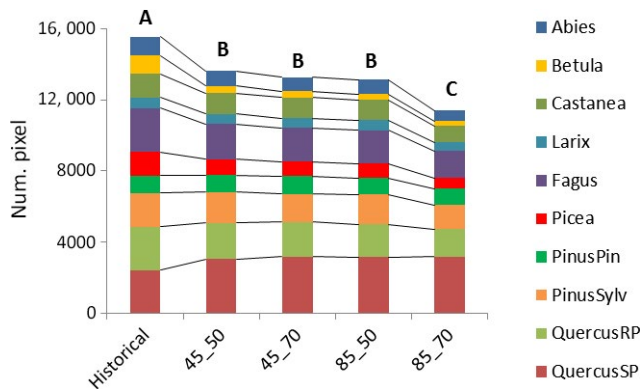 A
B
B
B
C
Num. pixel
16, 000
12, 000
8000
4000
0
Historical
45_50
45_70
85_50
85_70
Abies
Betula
Castanea
Larix
Fagus
Picea
PinusPin
PinusSylv
QuercusRP
QuercusSP